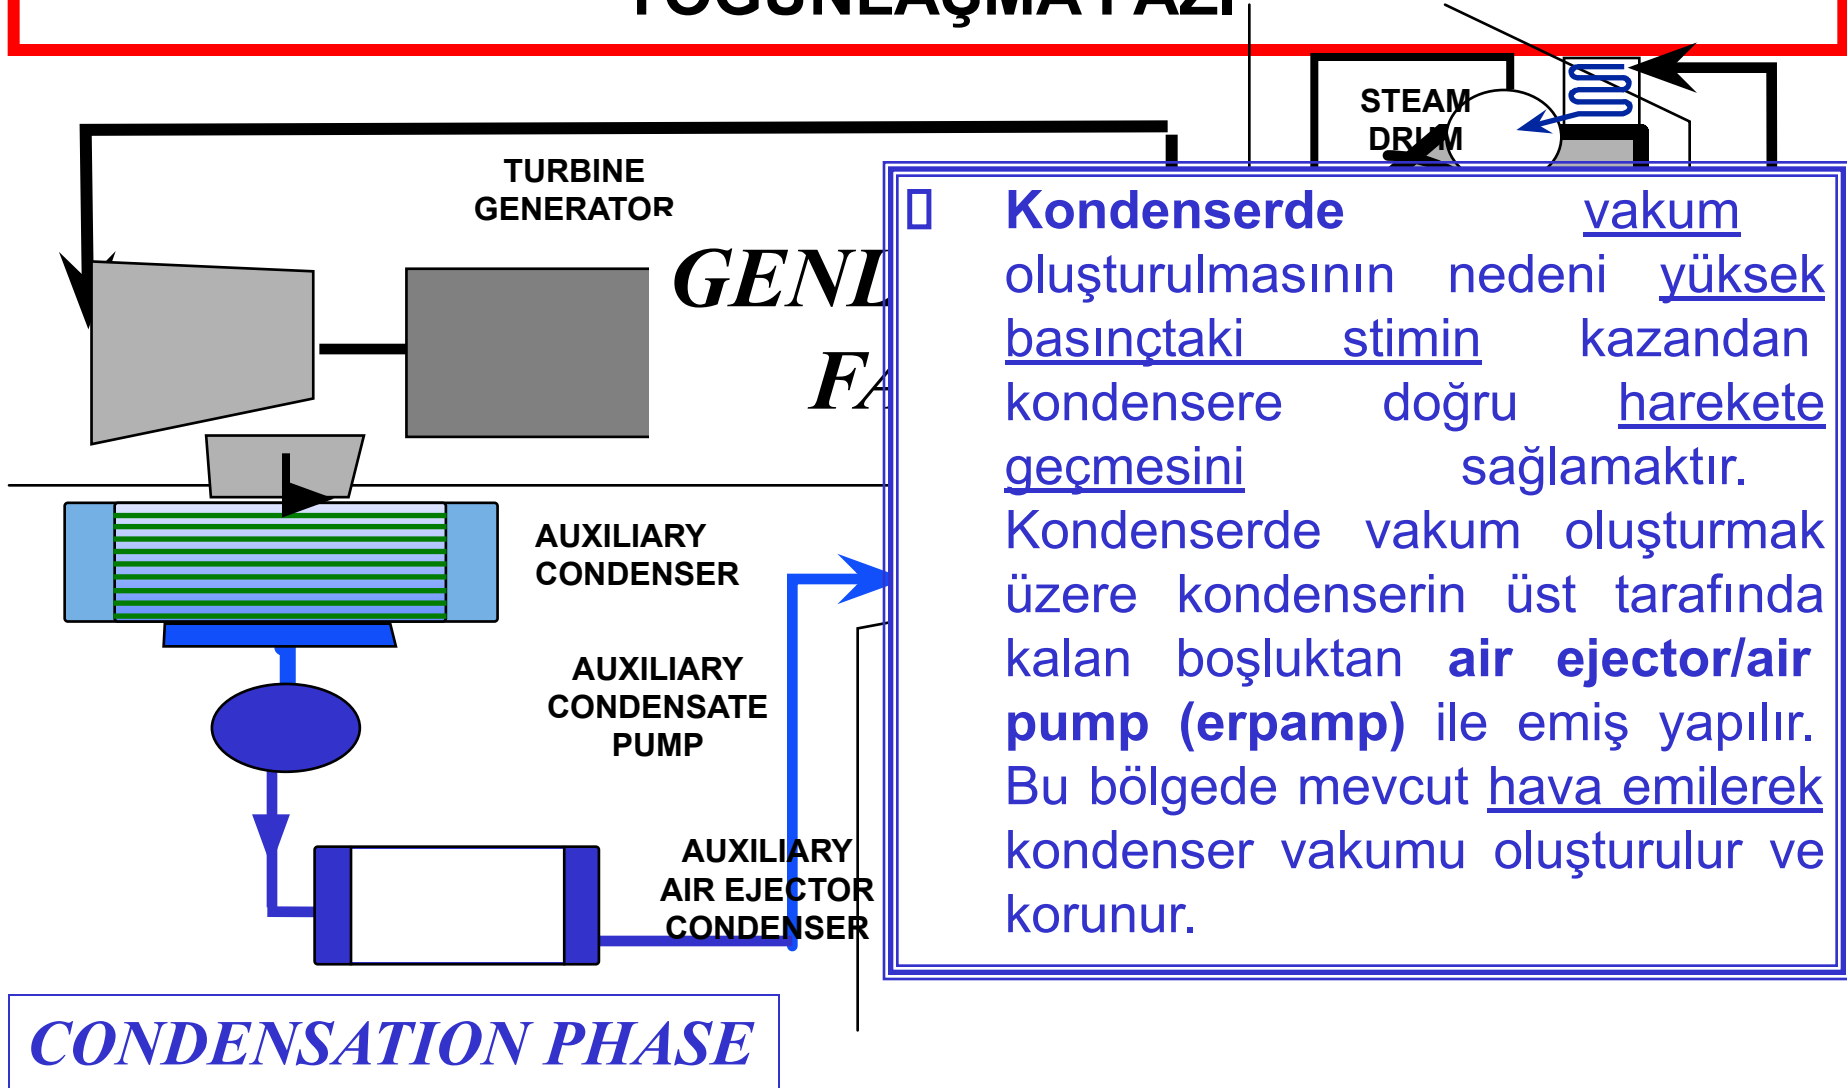 YOĞUNLAŞMA FAZI
STEAM
DRUM
TURBINE
GENERATOR
Kondenserde vakum
oluşturulmasının nedeni yüksek
basınçtaki stimin kazandan
kondensere doğru harekete
geçmesini sağlamaktır.
Kondenserde vakum oluşturmak
üzere kondenserin üst tarafında
kalan boşluktan air ejector/air
pump (erpamp) ile emiş yapılır.
Bu bölgede mevcut hava emilerek
kondenser vakumu oluşturulur ve
korunur.
AUXILIARY
CONDENSER
AUXILIARY
CONDENSATE
PUMP
AUXILIARY
AIR EJECTOR
CONDENSER
CONDENSATION PHASE